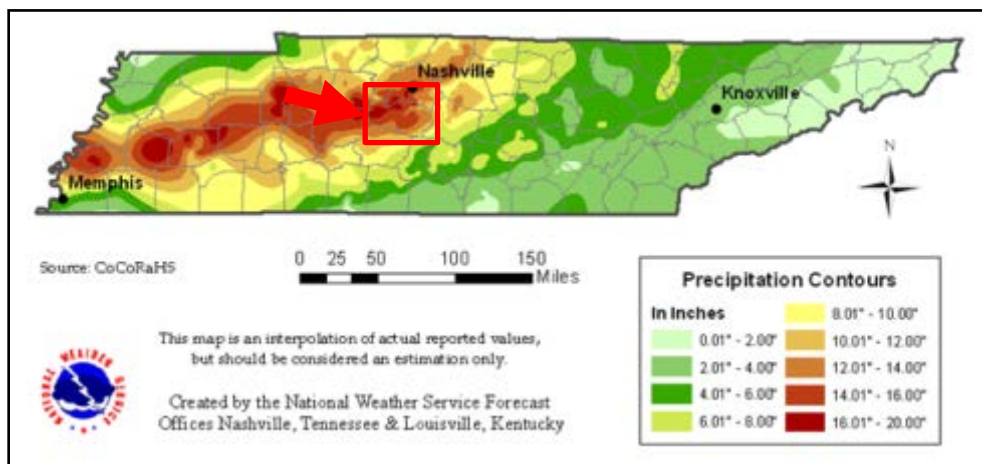 Nashville
Knoxville
Memphis
N
0 25 50 100 150
Miles
Source: CoCoRaHS
This map is an interpolation of actual reported values,
but should be considered an estimation only.
Created by the National Weather Service Forecast
Offices Nashville, Tennessee & Louisville, Kentucky
NATIONAL WEATHER SERVICE
Precipitation Contours
In Inches
0.01" - 2.00"
2.01" - 4.00"
4.01" - 6.00"
6.01" - 8.00"
8.01" - 10.00"
10.01" - 12.00"
12.01" - 14.00"
14.01" - 16.00"
16.01" - 20.00"